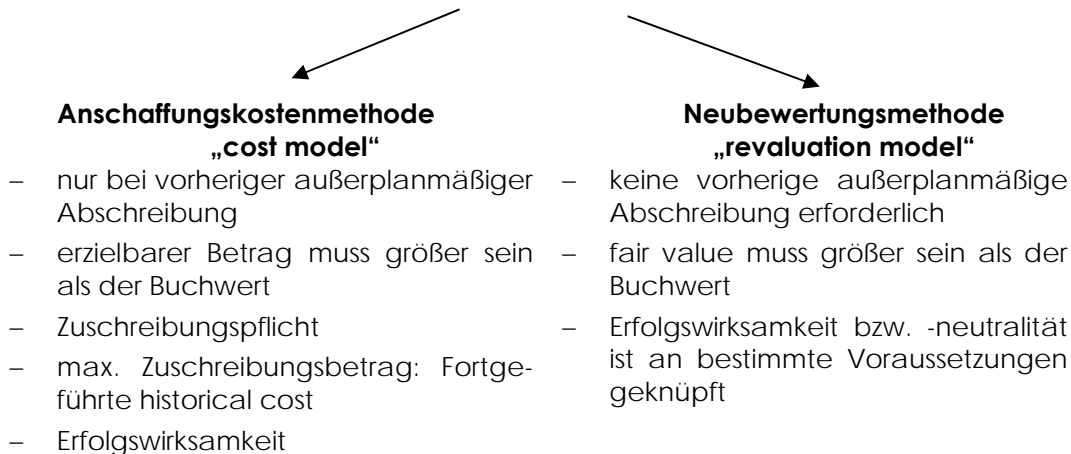 Anschaffungskostenmethode
„cost model“
– nur bei vorheriger außerplanmäßiger
Abschreibung
– erzielbarer Betrag muss größer sein
als der Buchwert
– Zuschreibungspflicht
– max. Zuschreibungsbetrag: Fortge-
führte historical cost
– Erfolgswirksamkeit
Neubewertungsmethode
„revaluation model“
– keine vorherige außerplanmäßige
Abschreibung erforderlich
– fair value muss größer sein als der
Buchwert
– Erfolgswirksamkeit bzw. -neutralität
ist an bestimmte Voraussetzungen
geknüpft